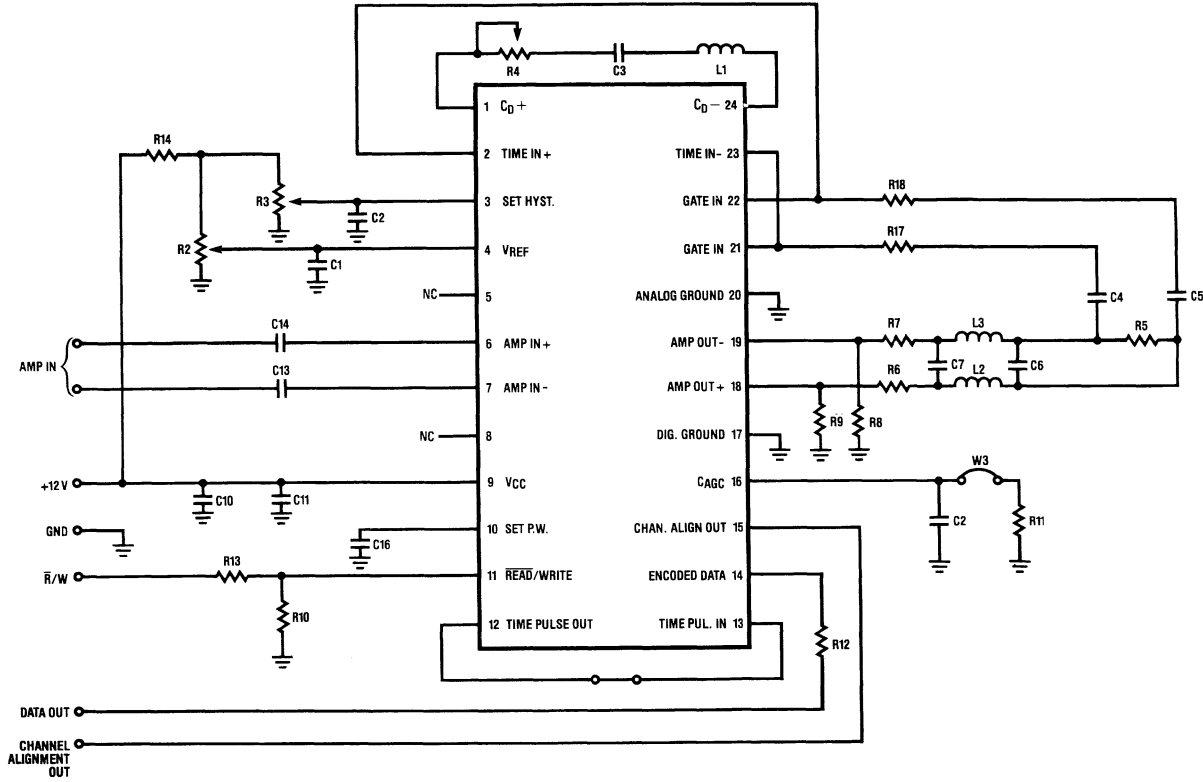 R4
C3
L1
1 CD+
CD− 24
R14
2 TIME IN +
TIME IN- 23
R18
R3
3 SET HYST.
GATE IN 22
C2
R17
R2
4 VREF
GATE IN 21
C1
NC
5
ANALOG GROUND 20
C4
C5
C14
R7
L3
R5
AMP IN
6 AMP IN+
AMP OUT- 19
C13
R6
C7
C6
7 AMP IN-
AMP OUT+ 18
L2
NC
8
DIG. GROUND 17
R9
R8
W3
+12 V
9 VCC
CAGC 16
C10
C11
C2
R11
GND
10 SET P.W.
CHAN. ALIGN OUT 15
C16
R13
R̅/W
11 R̅E̅A̅D̅/WRITE
ENCODED DATA 14
R10
12 TIME PULSE OUT
TIME PUL. IN 13
R12
DATA OUT
CHANNEL
ALIGNMENT
OUT